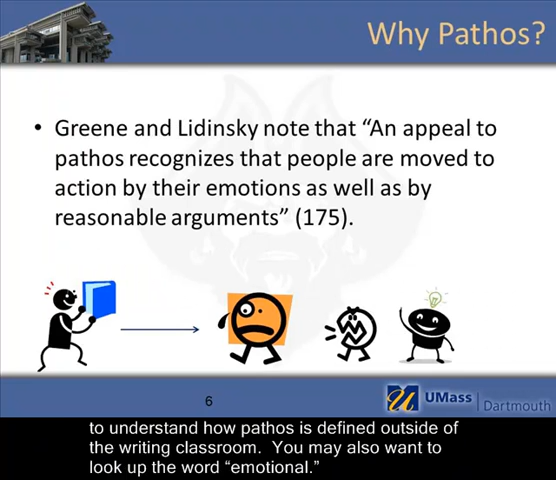 Why Pathos?
• Greene and Lidinsky note that “An appeal to
pathos recognizes that people are moved to
action by their emotions as well as by
reasonable arguments” (175).
6
UMass
Dartmouth
to understand how pathos is defined outside of
the writing classroom.  You may also want to
look up the word “emotional.”